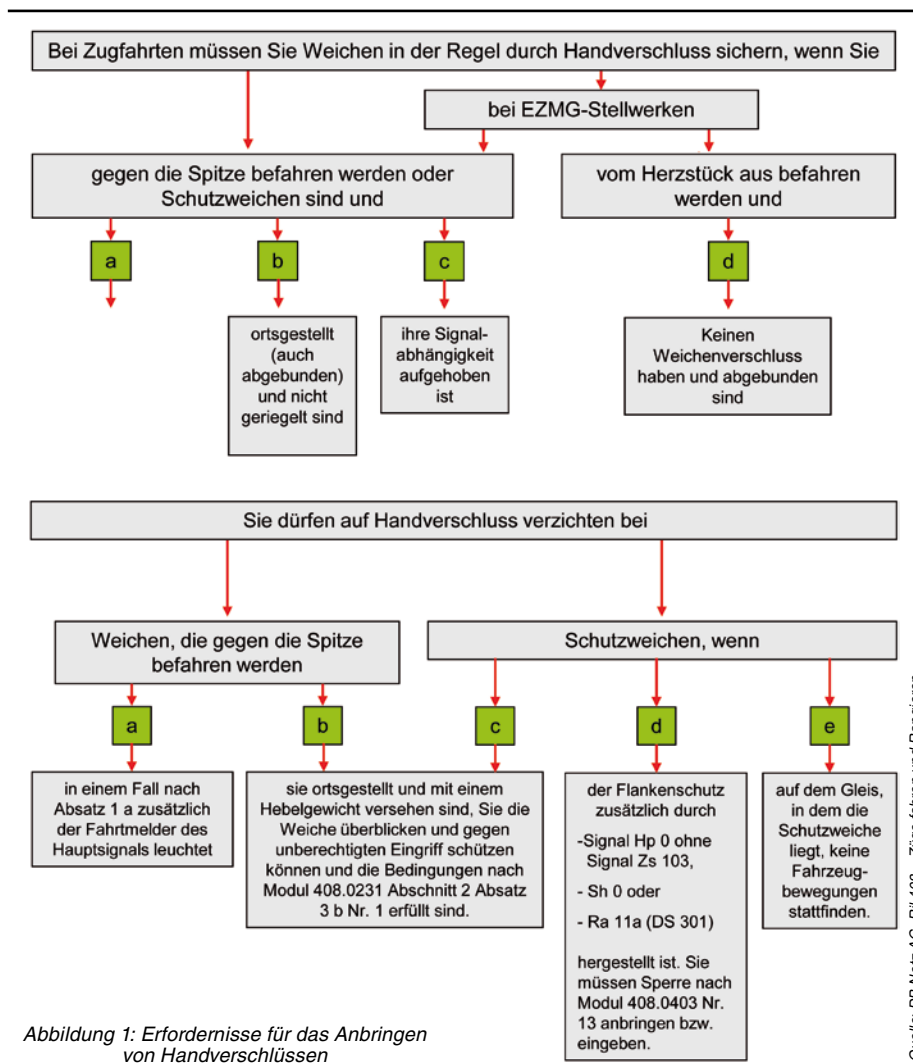 Bei Zugfahrten müssen Sie Weichen in der Regel durch Handverschluss sichern, wenn Sie
bei EZMG-Stellwerken
gegen die Spitze befahren werden oder
Schutzweichen sind und
vom Herzstück aus befahren
werden und
a
b
c
d
ortsgestellt
(auch
abgebunden)
und nicht
geriegelt sind
ihre Signal-
abhängigkeit
aufgehoben
ist
Keinen
Weichenverschluss
haben und abgebunden
sind
Sie dürfen auf Handverschluss verzichten bei
Weichen, die gegen die Spitze
befahren werden
Schutzweichen, wenn
a
b
c
d
e
in einem Fall nach
Absatz 1 a zusätzlich
der Fahrtmelder des
Hauptsignals leuchtet
sie ortsgestellt und mit einem
Hebelgewicht versehen sind, Sie die
Weiche überblicken und gegen
unberechtigten Eingriff schützen
können und die Bedingungen nach
Modul 408.0231 Abschnitt 2 Absatz
3 b Nr. 1 erfüllt sind.
der Flankenschutz
zusätzlich durch
-Signal Hp 0 ohne
Signal Zs 103,
- Sh 0 oder
- Ra 11a (DS 301)
hergestellt ist. Sie
müssen Sperre nach
Modul 408.0403 Nr.
13 anbringen bzw.
eingeben.
auf dem Gleis,
in dem die
Schutzweiche
liegt, keine
Fahrzeug-
bewegungen
stattfinden.
Abbildung 1: Erfordernisse für das Anbringen
von Handverschlüssen